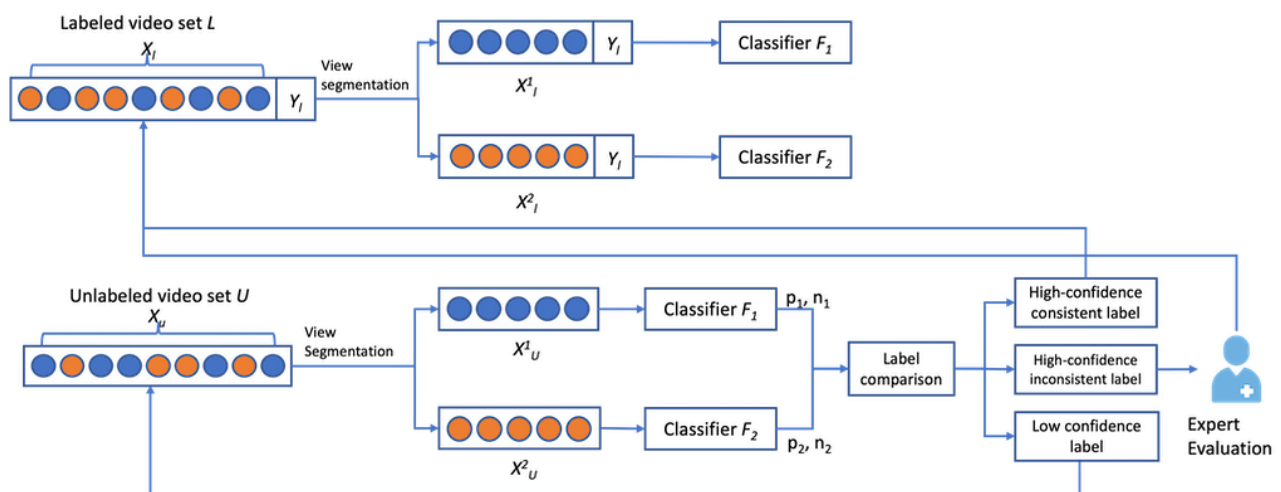 Labeled video set L
Xl
Yl
View
segmentation
Yl
X1l
Classifier F1
Yl
X2l
Classifier F2
Unlabeled video set U
Xu
View
Segmentation
X1U
Classifier F1
p1, n1
X2U
Classifier F2
p2, n2
Label
comparison
High-confidence
consistent label
High-confidence
inconsistent label
Low confidence
label
Expert
Evaluation